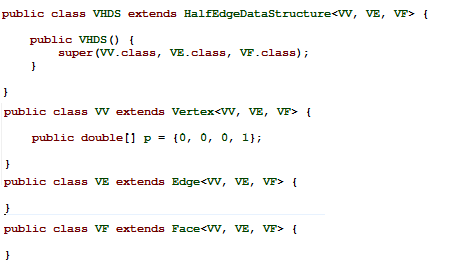 public class VHDS extends HalfEdgeDataStructure<VV, VE, VF> {
public VHDS() {
super(VV.class, VE.class, VF.class);
}
}
public class VV extends Vertex<VV, VE, VF> {
public double[] p = {0, 0, 0, 1};
}
public class VE extends Edge<VV, VE, VF> {
}
public class VF extends Face<VV, VE, VF> {
}